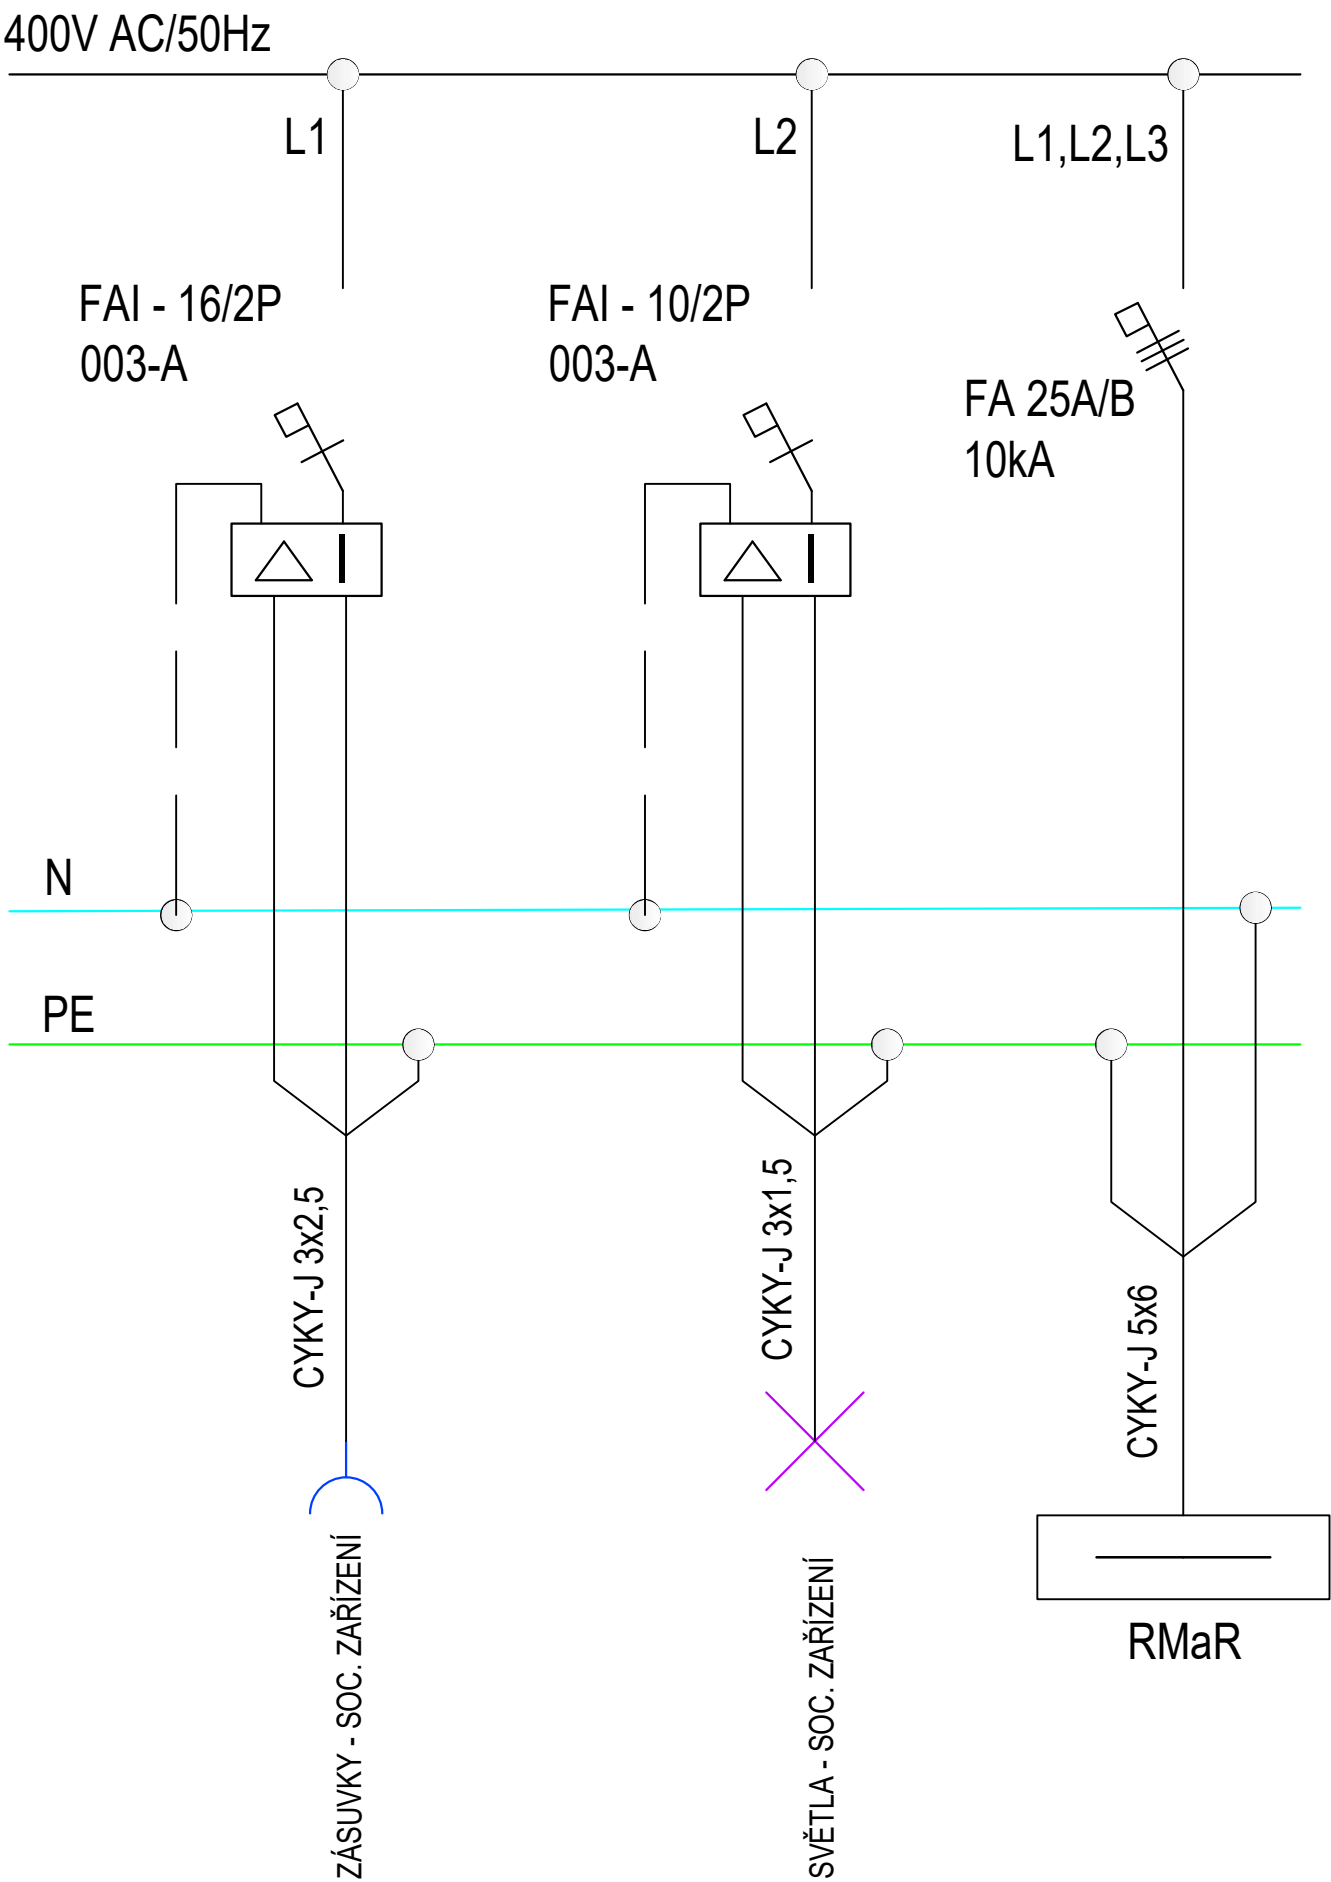 400V AC/50Hz
L1
L2
L1,L2,L3
FAI - 16/2P
003-A
FAI - 10/2P
003-A
FA 25A/B
10kA
N
PE
CYKY-J 3x2,5
CYKY-J 3x1,5
CYKY-J 5x6
ZÁSUVKY - SOC. ZAŘÍZENÍ
SVĚTLA - SOC. ZAŘÍZENÍ
RMaR